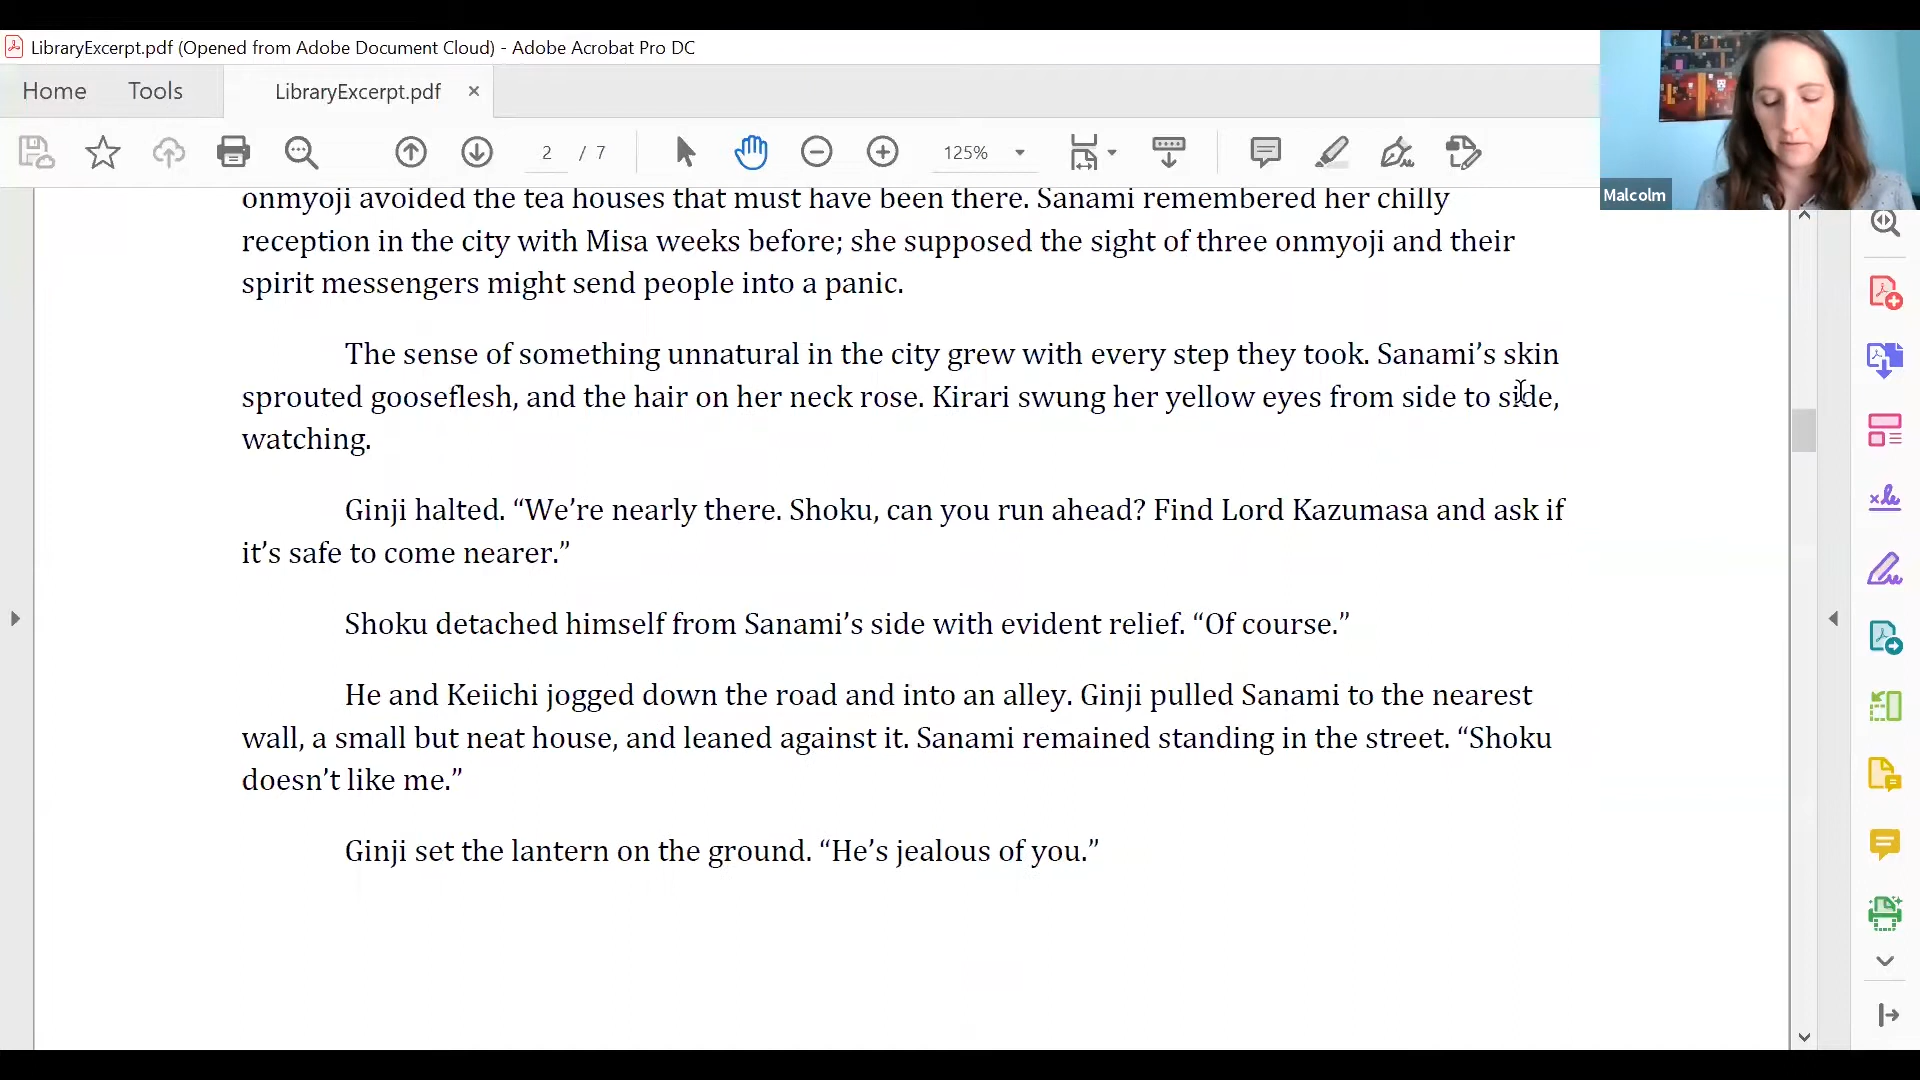 LibraryExcerpt.pdf (Opened from Adobe Document Cloud) - Adobe Acrobat Pro DC
Home Tools LibraryExcerpt.pdf ×
2 / 7 125%
Malcolm
onmyoji avoided the tea houses that must have been there. Sanami remembered her chilly
reception in the city with Misa weeks before; she supposed the sight of three onmyoji and their
spirit messengers might send people into a panic.
The sense of something unnatural in the city grew with every step they took. Sanami’s skin
sprouted gooseflesh, and the hair on her neck rose. Kirari swung her yellow eyes from side to side,
watching.
Ginji halted. “We’re nearly there. Shoku, can you run ahead? Find Lord Kazumasa and ask if
it’s safe to come nearer.”
Shoku detached himself from Sanami’s side with evident relief. “Of course.”
He and Keiichi jogged down the road and into an alley. Ginji pulled Sanami to the nearest
wall, a small but neat house, and leaned against it. Sanami remained standing in the street. “Shoku
doesn’t like me.”
Ginji set the lantern on the ground. “He’s jealous of you.”